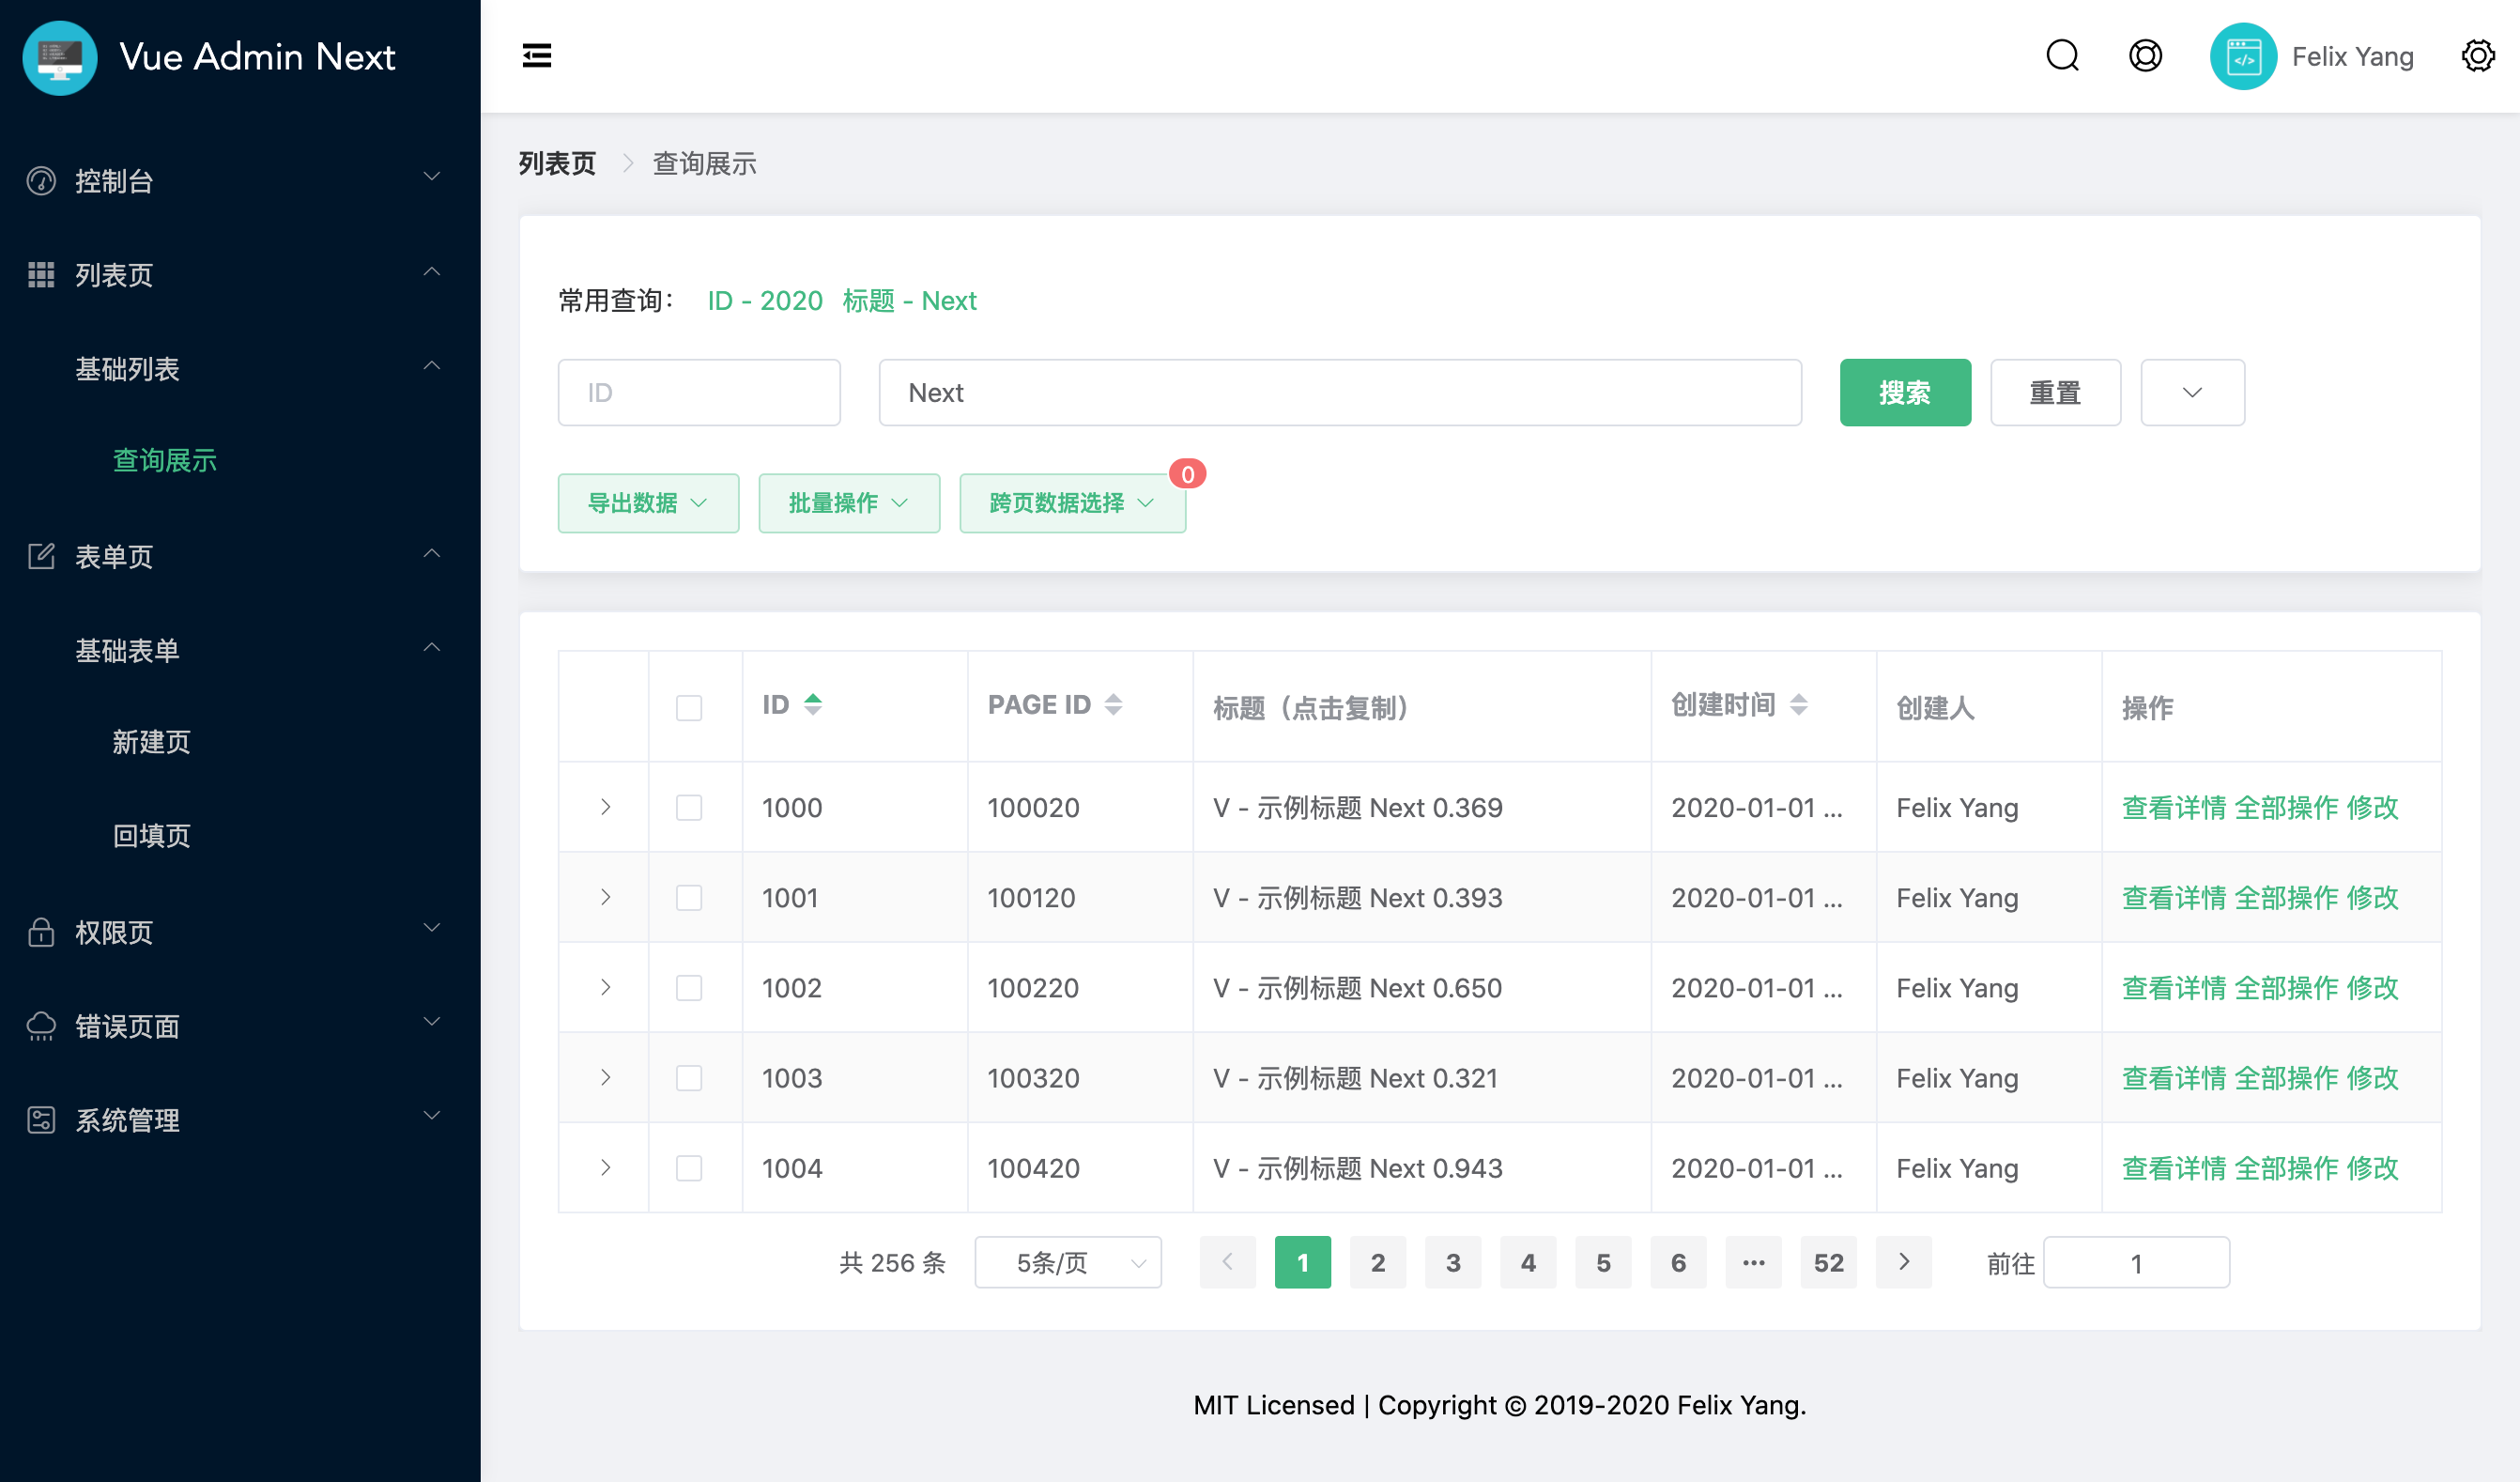 Vue Admin Next
控制台
列表页
基础列表
查询展示
表单页
基础表单
新建页
回填页
权限页
错误页面
系统管理
Felix Yang
列表页 查询展示
常用查询： ID - 2020 标题 - Next
ID Next 搜索 重置
导出数据 批量操作 跨页数据选择 0
ID PAGE ID 标题（点击复制） 创建时间 创建人 操作
1000 100020 V - 示例标题 Next 0.369 2020-01-01 ... Felix Yang 查看详情 全部操作 修改
1001 100120 V - 示例标题 Next 0.393 2020-01-01 ... Felix Yang 查看详情 全部操作 修改
1002 100220 V - 示例标题 Next 0.650 2020-01-01 ... Felix Yang 查看详情 全部操作 修改
1003 100320 V - 示例标题 Next 0.321 2020-01-01 ... Felix Yang 查看详情 全部操作 修改
1004 100420 V - 示例标题 Next 0.943 2020-01-01 ... Felix Yang 查看详情 全部操作 修改
共 256 条 5条/页 1 2 3 4 5 6 ... 52 前往 1
MIT Licensed | Copyright © 2019-2020 Felix Yang.